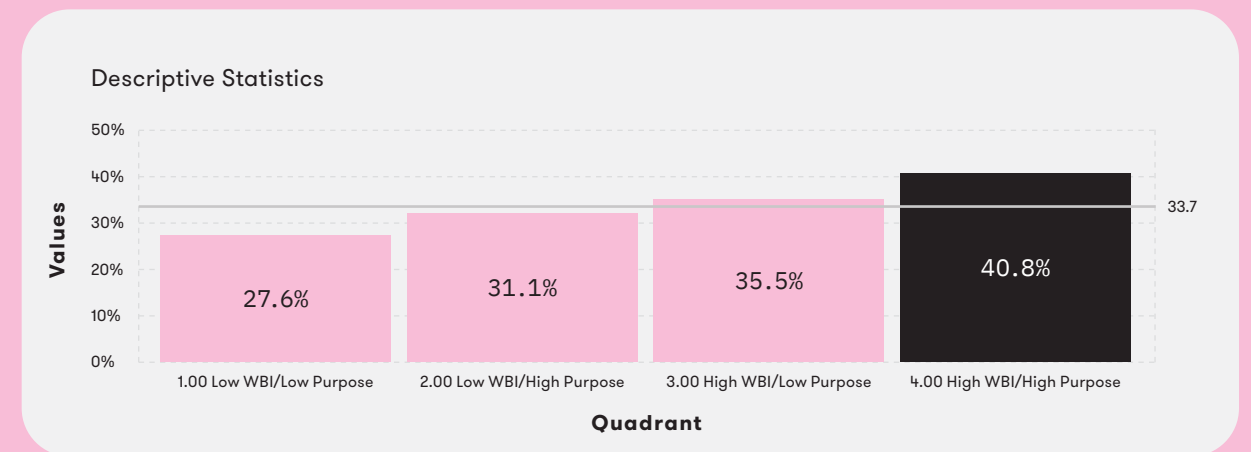 Descriptive Statistics
50%
40%
30%
20%
10%
0%
Values
33.7
27.6%
31.1%
35.5%
40.8%
1.00 Low WBI/Low Purpose
2.00 Low WBI/High Purpose
3.00 High WBI/Low Purpose
4.00 High WBI/High Purpose
Quadrant